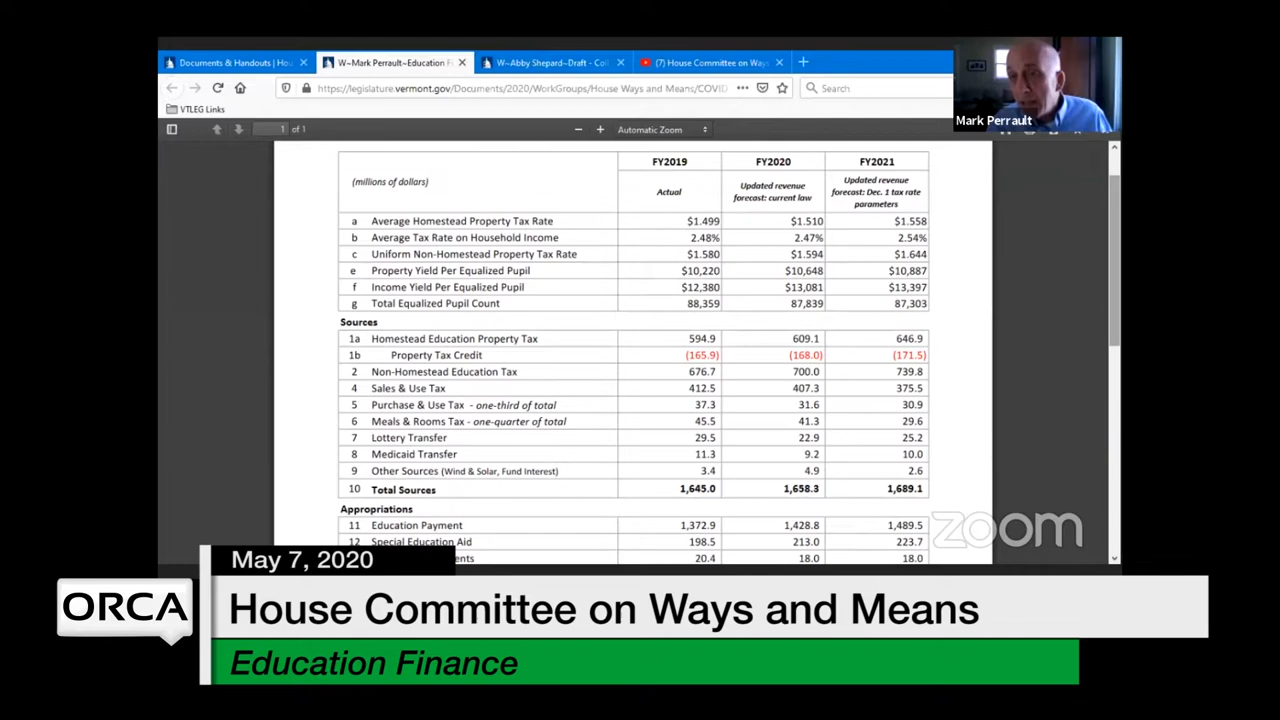 Documents & Handouts | Ho
W~Mark Perrault~Education F
W~Abby Shepard~Draft - Col
(7) House Committee on Ways
https://legislature.vermont.gov/Documents/2020/WorkGroups/House Ways and Means/COVID
Search
VTLEG Links
1 of 1
Automatic Zoom
Mark Perrault
(millions of dollars) FY2019 FY2020 FY2021
Actual
Updated revenue forecast: current law
Updated revenue forecast: Dec. 1 tax rate parameters
a Average Homestead Property Tax Rate $1.499 $1.510 $1.558
b Average Tax Rate on Household Income 2.48% 2.47% 2.54%
c Uniform Non-Homestead Property Tax Rate $1.580 $1.594 $1.644
e Property Yield Per Equalized Pupil $10,220 $10,648 $10,887
f Income Yield Per Equalized Pupil $12,380 $13,081 $13,397
g Total Equalized Pupil Count 88,359 87,839 87,303
Sources
1a Homestead Education Property Tax 594.9 609.1 646.9
1b Property Tax Credit (165.9) (168.0) (171.5)
2 Non-Homestead Education Tax 676.7 700.0 739.8
4 Sales & Use Tax 412.5 407.3 375.5
5 Purchase & Use Tax - one-third of total 37.3 31.6 30.9
6 Meals & Rooms Tax - one-quarter of total 45.5 41.3 29.6
7 Lottery Transfer 29.5 22.9 25.2
8 Medicaid Transfer 11.3 9.2 10.0
9 Other Sources (Wind & Solar, Fund Interest) 3.4 4.9 2.6
10 Total Sources 1,645.0 1,658.3 1,689.1
Appropriations
11 Education Payment 1,372.9 1,428.8 1,489.5
12 Special Education Aid 198.5 213.0 223.7
ents 20.4 18.0 18.0
zoom
May 7, 2020
ORCA
House Committee on Ways and Means
Education Finance